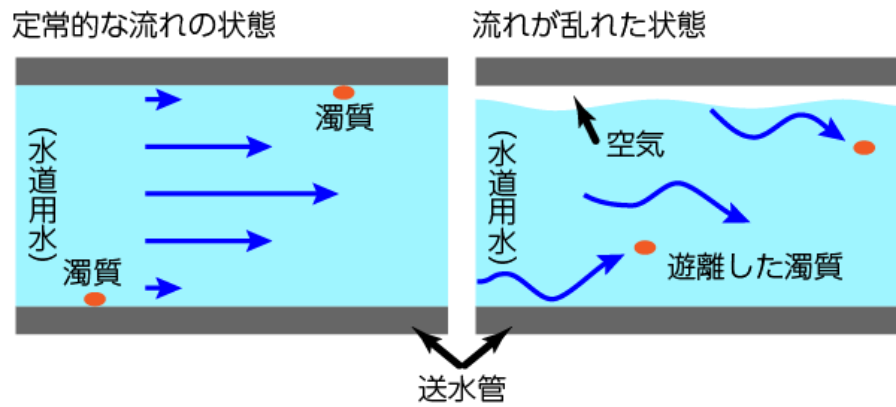 定常的な流れの状態
流れが乱れた状態
濁質
(水道用水)
濁質
空気
(水道用水)
遊離した濁質
送水管